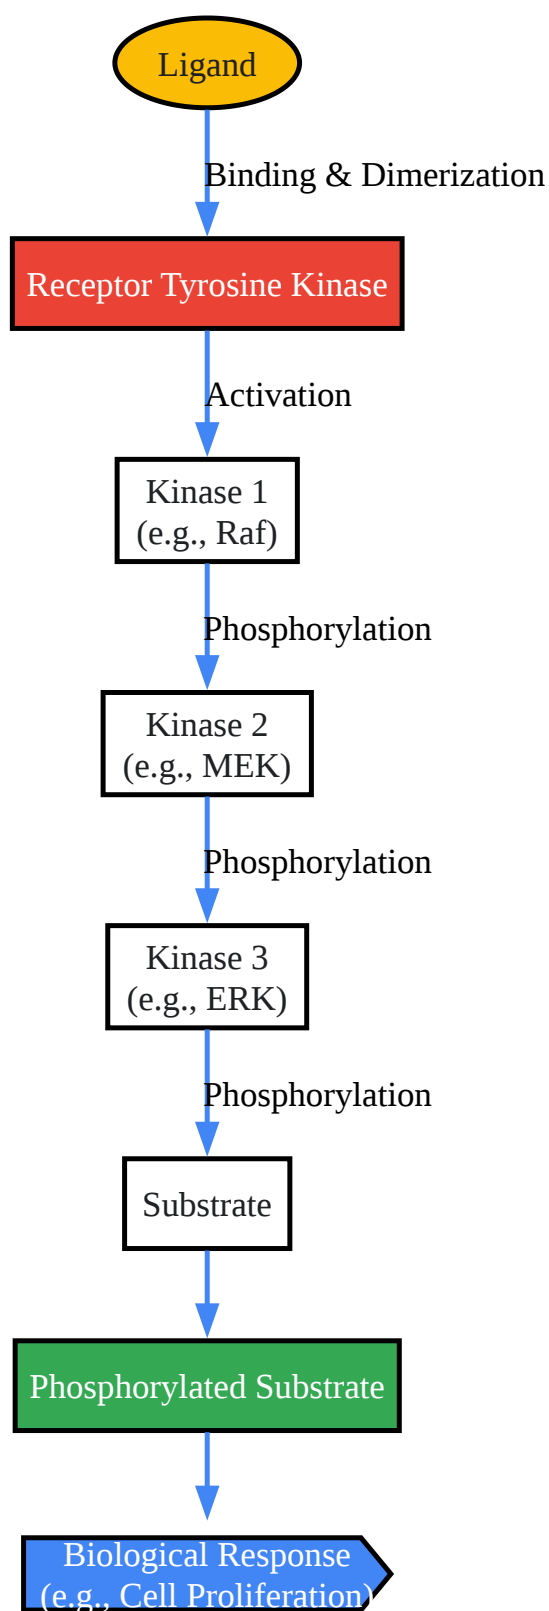 Ligand
Binding & Dimerization
Receptor Tyrosine Kinase
Activation
Kinase 1
(e.g., Raf)
Phosphorylation
Kinase 2
(e.g., MEK)
Phosphorylation
Kinase 3
(e.g., ERK)
Phosphorylation
Substrate
Phosphorylated Substrate
Biological Response
(e.g., Cell Proliferation)